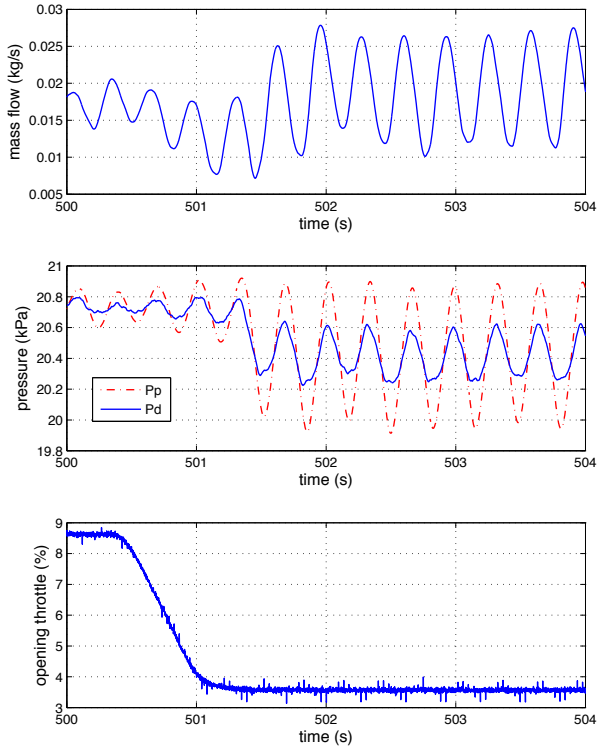 0.03
0.025
0.02
0.015
0.01
0.005
mass flow (kg/s)
500 501 502 503 504
time (s)
21
20.8
20.6
20.4
20.2
20
19.8
pressure (kPa)
Pp
Pd
500 501 502 503 504
time (s)
9
8
7
6
5
4
3
opening throttle (%)
500 501 502 503 504
time (s)